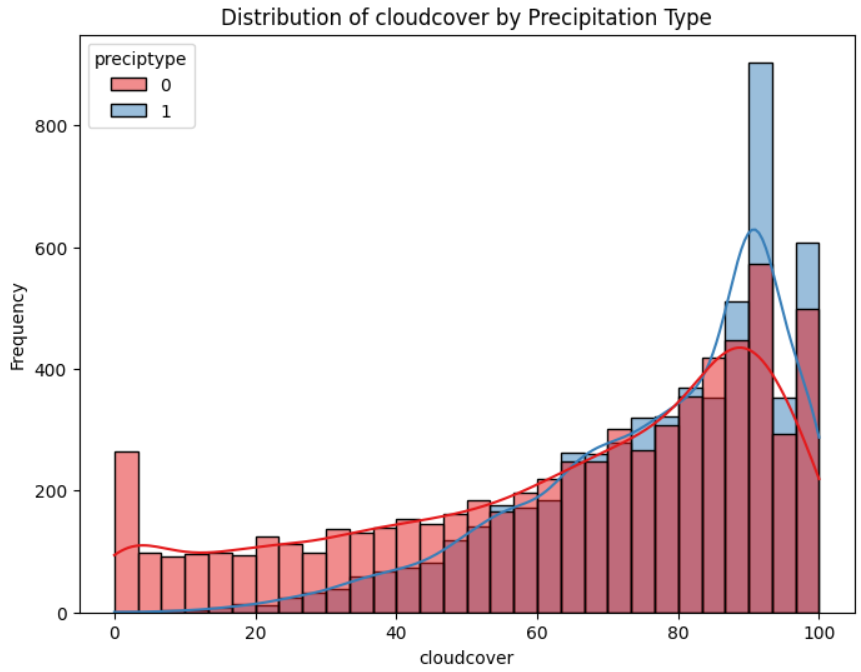 Distribution of cloudcover by Precipitation Type
preciptype
0
1
800
600
400
200
0
Frequency
0 20 40 60 80 100
cloudcover